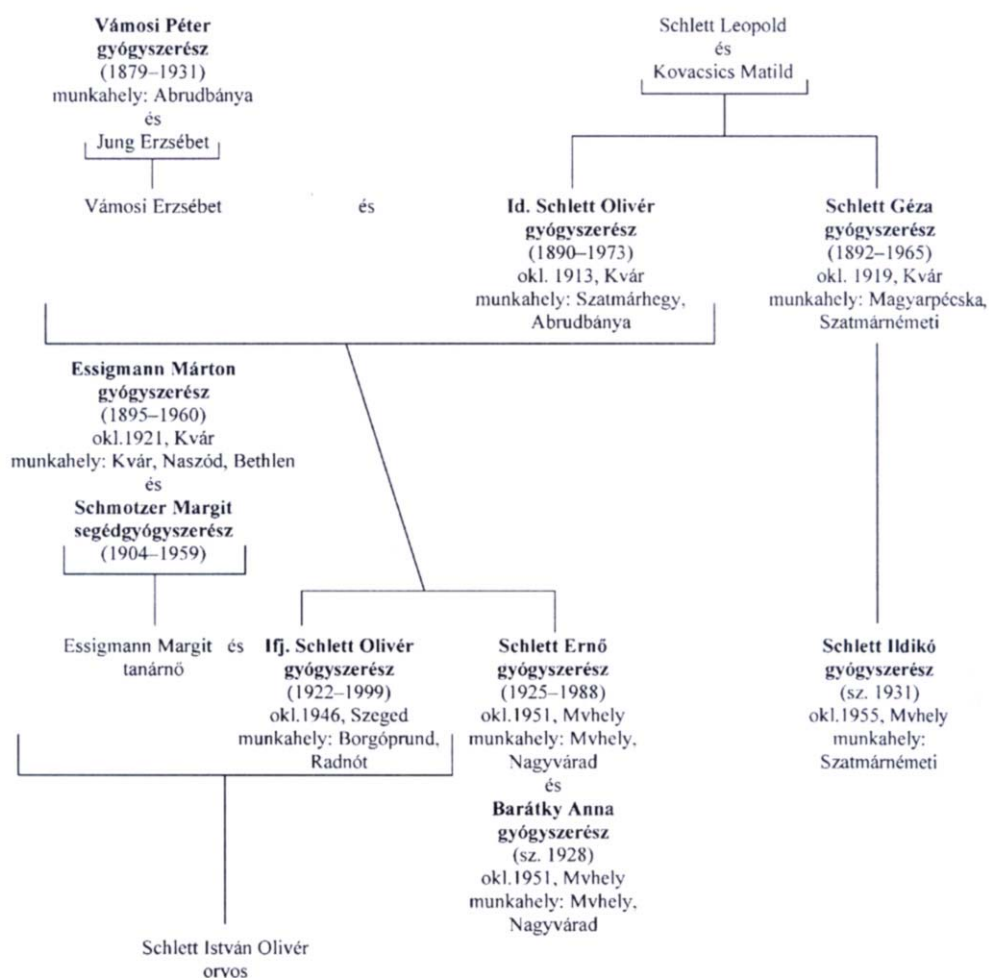 Vámosi Péter
gyógyszerész
(1879–1931)
munkahely: Abrudbánya
és
Jung Erzsébet
Schlett Leopold
és
Kovacsics Matild
Vámosi Erzsébet
és
Id. Schlett Olivér
gyógyszerész
(1890–1973)
okl. 1913, Kvár
munkahely: Szatmárhegy,
Abrudbánya
Schlett Géza
gyógyszerész
(1892–1965)
okl. 1919, Kvár
munkahely: Magyarpécska,
Szatmárnémeti
Essigmann Márton
gyógyszerész
(1895–1960)
okl.1921, Kvár
munkahely: Kvár, Naszód, Bethlen
és
Schmotzer Margit
segédgyógyszerész
(1904–1959)
Essigmann Margit és
tanárnő
Ifj. Schlett Olivér
gyógyszerész
(1922–1999)
okl.1946, Szeged
munkahely: Borgóprund,
Radnót
Schlett Ernő
gyógyszerész
(1925–1988)
okl.1951, Mvhely
munkahely: Mvhely,
Nagyvárad
és
Barátky Anna
gyógyszerész
(sz. 1928)
okl.1951, Mvhely
munkahely: Mvhely,
Nagyvárad
Schlett Ildikó
gyógyszerész
(sz. 1931)
okl.1955, Mvhely
munkahely:
Szatmárnémeti
Schlett István Olivér
orvos